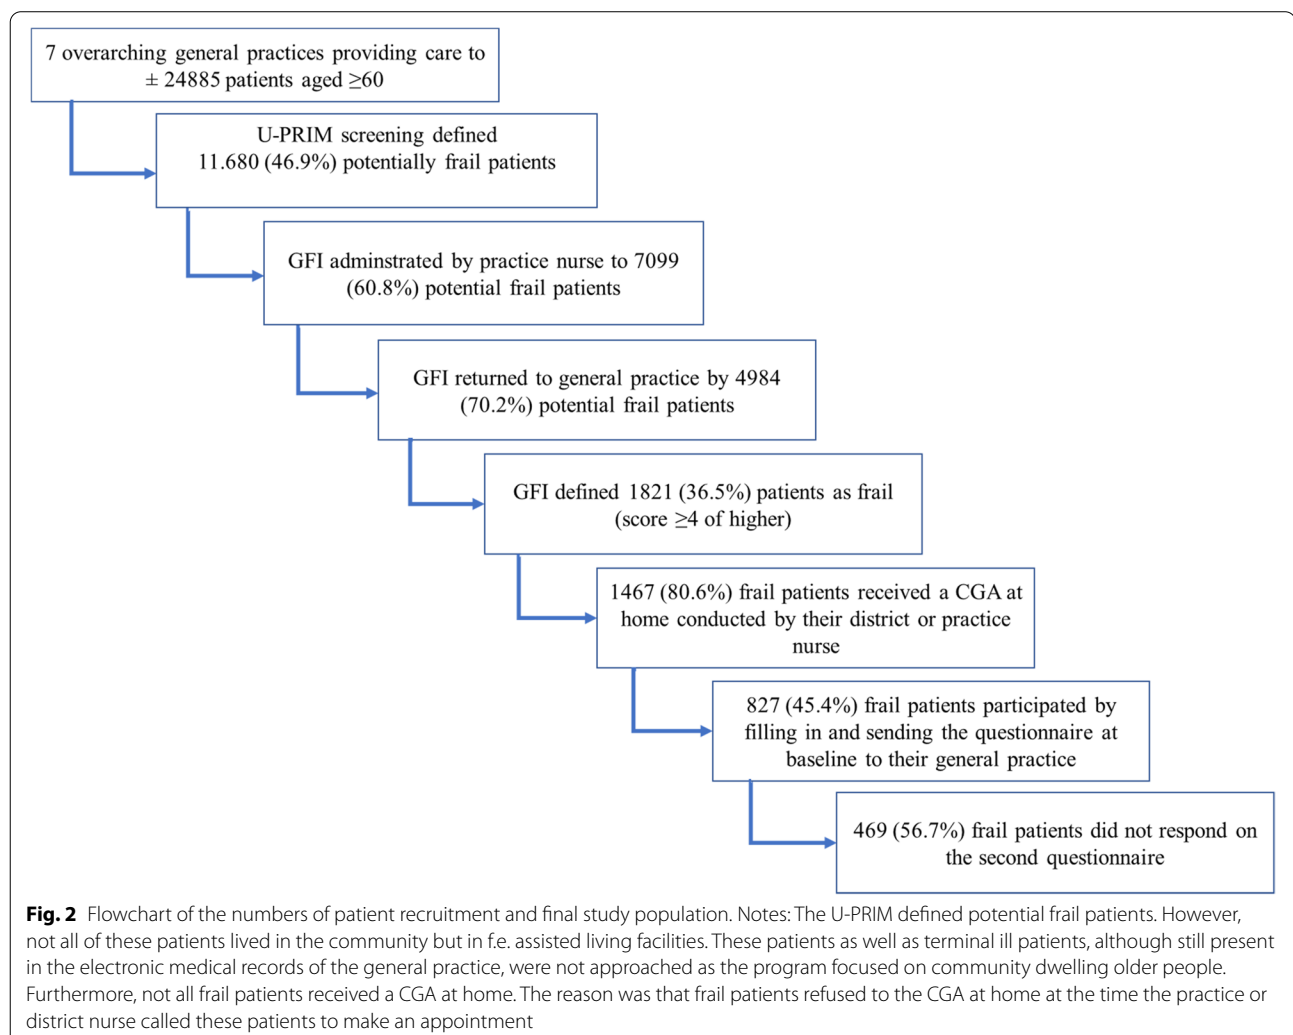 7 overarching general practices providing care to
± 24885 patients aged ≥60
U-PRIM screening defined
11.680 (46.9%) potentially frail patients
GFI adminstrated by practice nurse to 7099
(60.8%) potential frail patients
GFI returned to general practice by 4984
(70.2%) potential frail patients
GFI defined 1821 (36.5%) patients as frail
(score ≥4 of higher)
1467 (80.6%) frail patients received a CGA at
home conducted by their district or practice
nurse
827 (45.4%) frail patients participated by
filling in and sending the questionnaire at
baseline to their general practice
469 (56.7%) frail patients did not respond on
the second questionnaire
Fig. 2 Flowchart of the numbers of patient recruitment and final study population. Notes: The U-PRIM defined potential frail patients. However,
not all of these patients lived in the community but in f.e. assisted living facilities. These patients as well as terminal ill patients, although still present
in the electronic medical records of the general practice, were not approached as the program focused on community dwelling older people.
Furthermore, not all frail patients received a CGA at home. The reason was that frail patients refused to the CGA at home at the time the practice or
district nurse called these patients to make an appointment